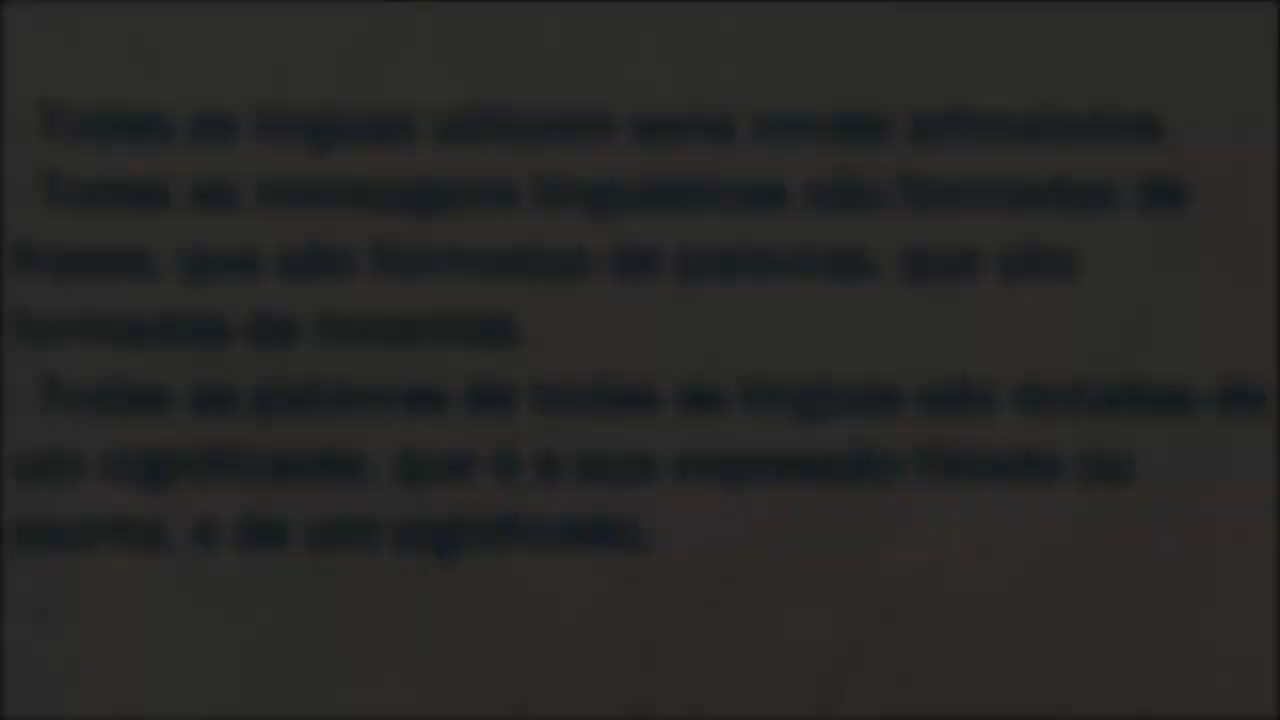 Todas as línguas utilizam sons vocais articulados.
Todas as mensagens linguísticas são formadas de
frases, que são formadas de palavras, que são
formadas de fonemas.
Todas as palavras de todas as línguas são dotadas de
um significante, que é a sua expressão falada ou
escrita, e de um significado.